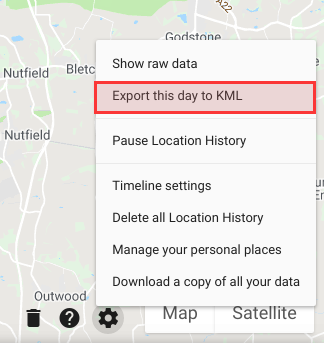 Godstone
Nutfield
Bletc
Show raw data
Export this day to KML
Nutfield
Pause Location History
Timeline settings
Delete all Location History
Manage your personal places
Download a copy of all your data
Outwood
Map
Satellite